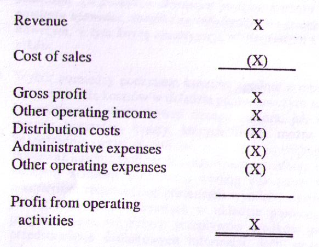 Revenue X
Cost of sales (X)
Gross profit X
Other operating income X
Distribution costs (X)
Administrative expenses (X)
Other operating expenses (X)
Profit from operating
activities X